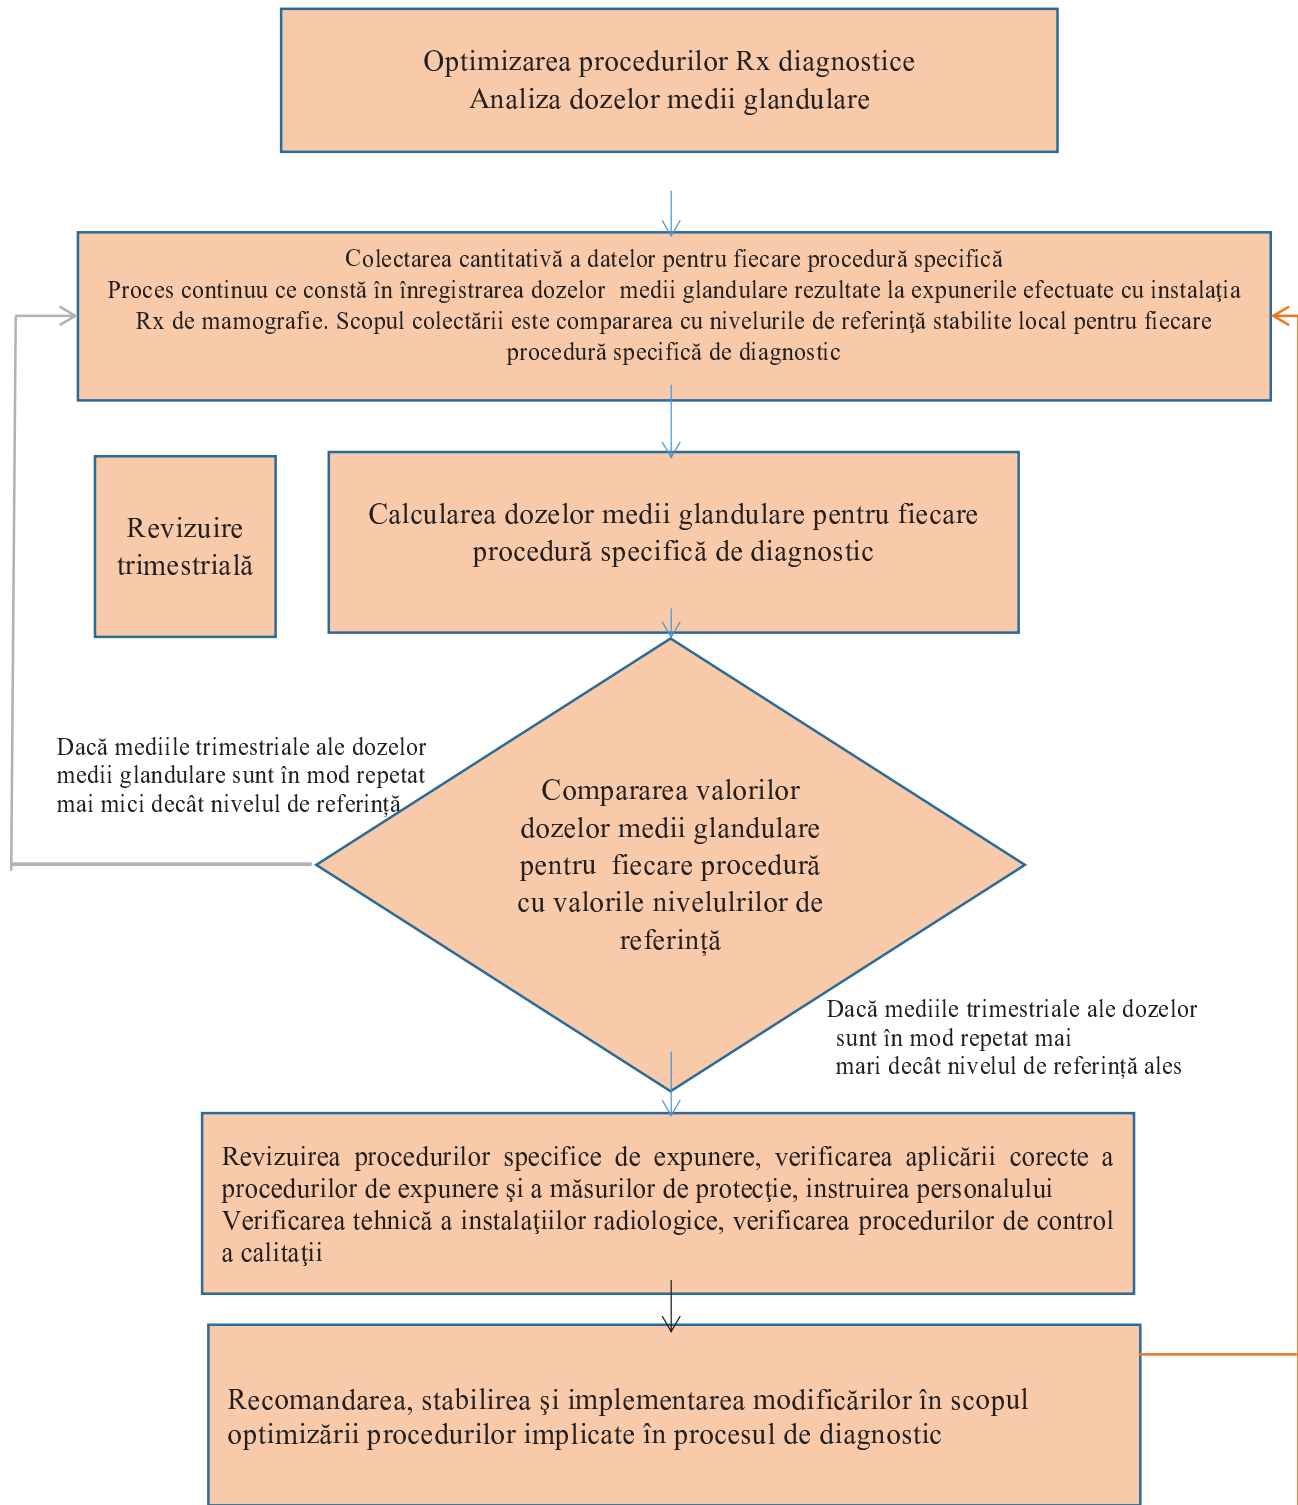 Optimizarea procedurilor Rx diagnostice
Analiza dozelor medii glandulare
Colectarea cantitativă a datelor pentru fiecare procedură specifică
Proces continuu ce constă în înregistrarea dozelor medii glandulare rezultate la expunerile efectuate cu instalaţia
Rx de mamografie. Scopul colectării este compararea cu nivelurile de referinţă stabilite local pentru fiecare
procedură specifică de diagnostic
Revizuire
trimestrială
Calcularea dozelor medii glandulare pentru fiecare
procedură specifică de diagnostic
Dacă mediile trimestriale ale dozelor
medii glandulare sunt în mod repetat
mai mici decât nivelul de referință
Compararea valorilor
dozelor medii glandulare
pentru fiecare procedură
cu valorile nivelulrilor de
referință
Dacă mediile trimestriale ale dozelor
sunt în mod repetat mai
mari decât nivelul de referință ales
Revizuirea procedurilor specifice de expunere, verificarea aplicării corecte a
procedurilor de expunere şi a măsurilor de protecţie, instruirea personalului
Verificarea tehnică a instalaţiilor radiologice, verificarea procedurilor de control
a calitaţii
Recomandarea, stabilirea şi implementarea modificărilor în scopul
optimizării procedurilor implicate în procesul de diagnostic